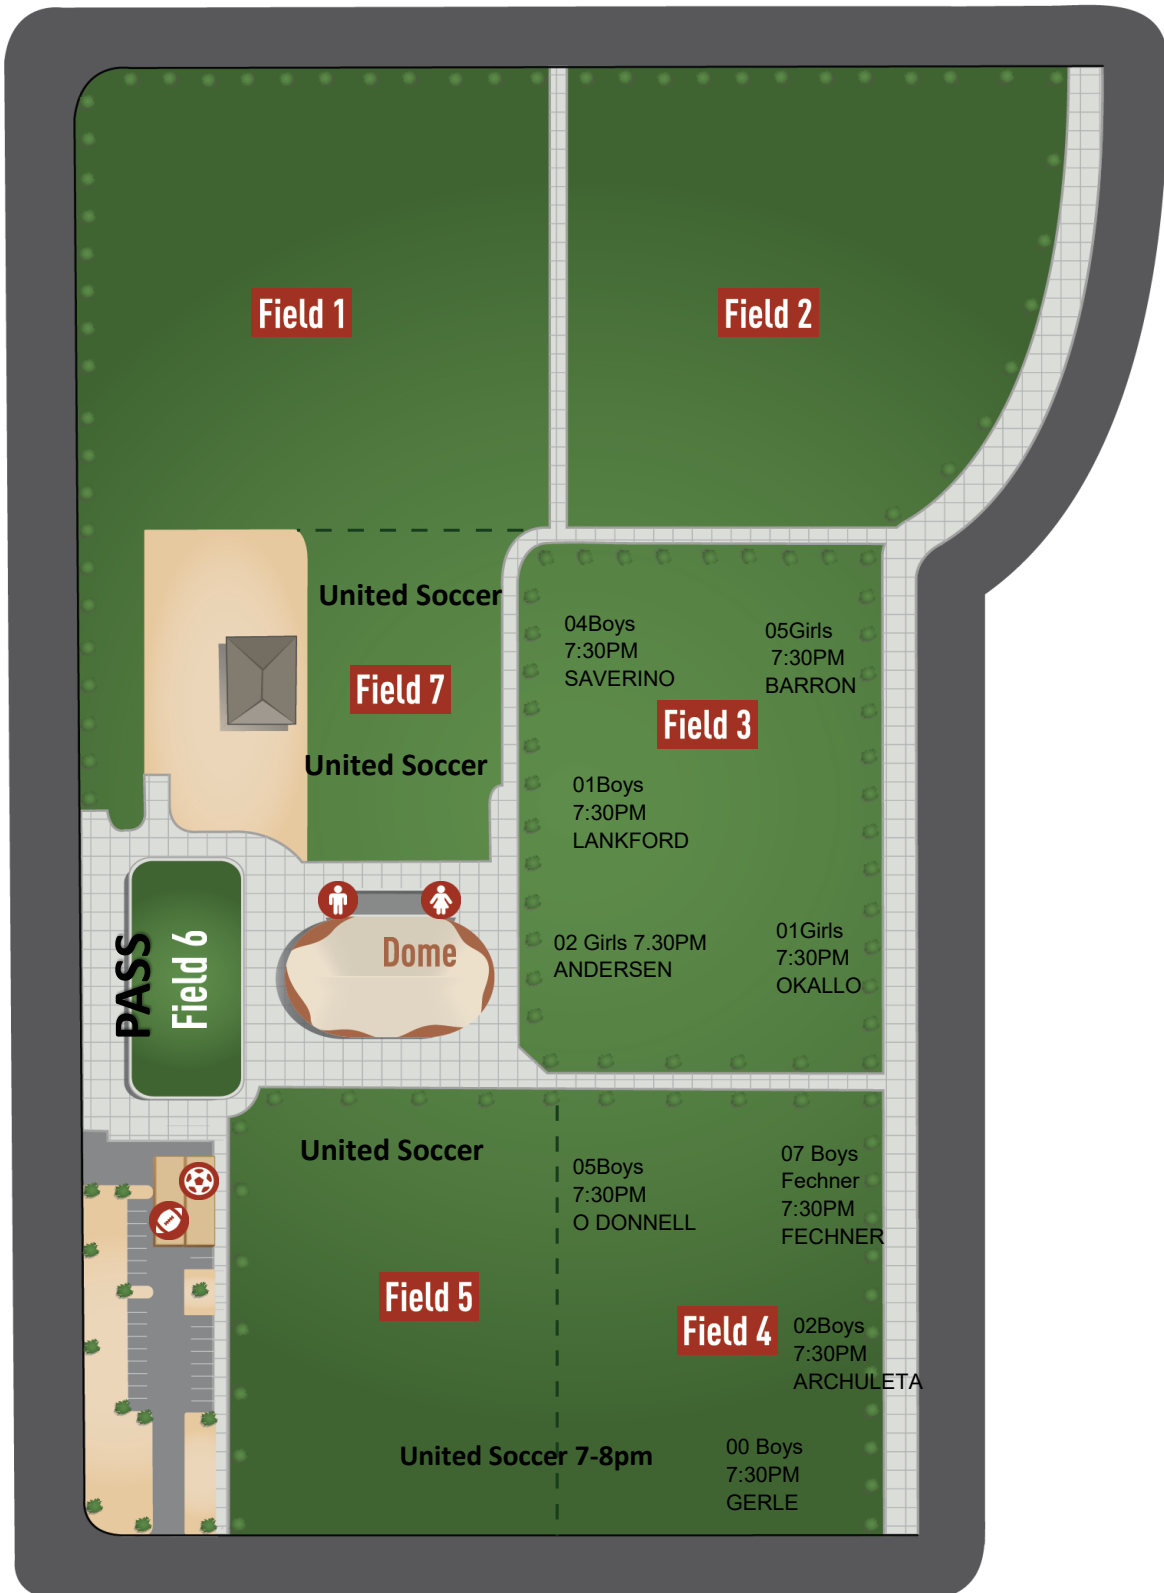 Field 1
Field 2
United Soccer
04Boys
7:30PM
SAVERINO
05Girls
7:30PM
BARRON
Field 7
Field 3
United Soccer
01Boys
7:30PM
LANKFORD
PASS
Field 6
Dome
02 Girls 7.30PM
ANDERSEN
01Girls
7:30PM
OKALLO
United Soccer
05Boys
7:30PM
O DONNELL
07 Boys
Fechner
7:30PM
FECHNER
Field 5
Field 4
02Boys
7:30PM
ARCHULETA
United Soccer 7-8pm
00 Boys
7:30PM
GERLE